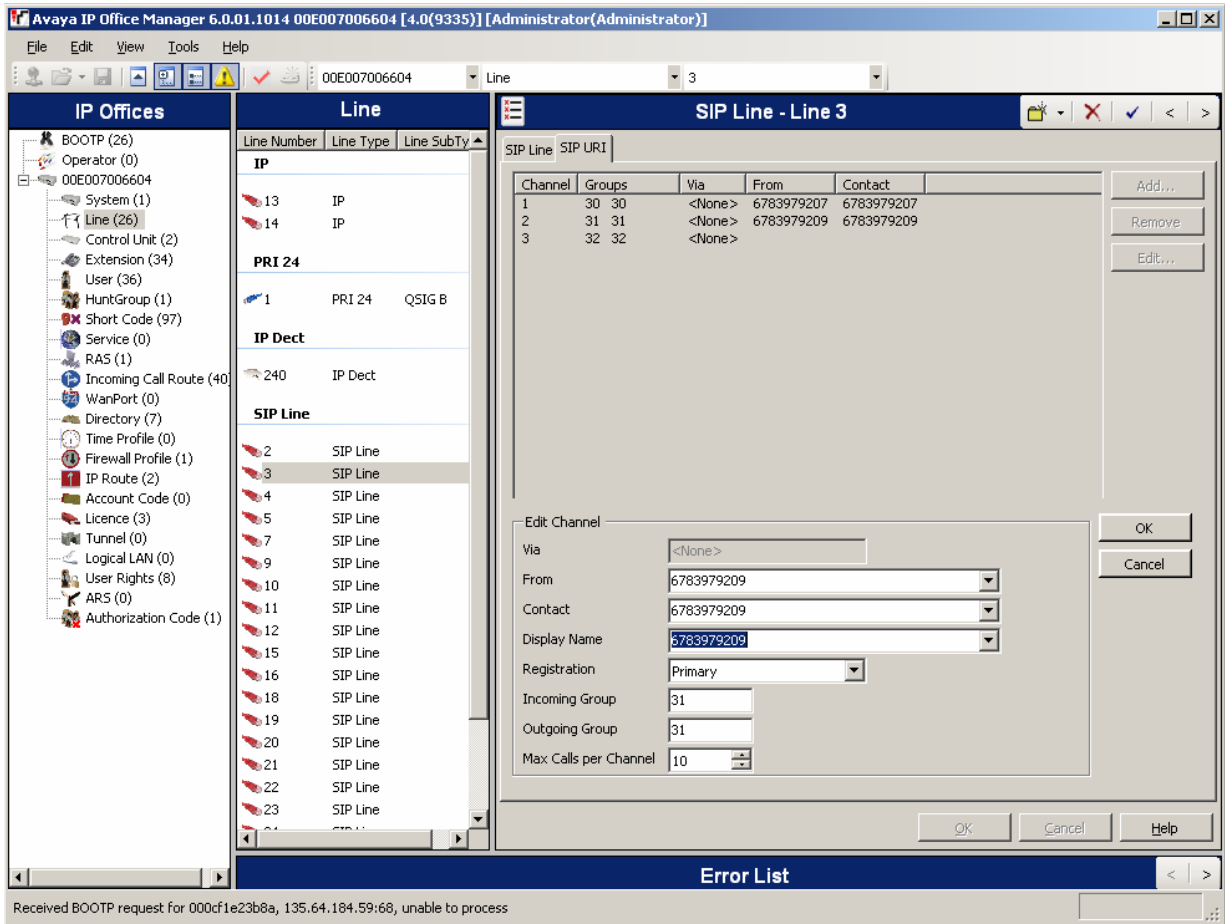 Avaya IP Office Manager 6.0.01.1014 00E007006604 [4.0(9335)] [Administrator(Administrator)]
File Edit View Tools Help
00E007006604 Line 3
IP Offices
BOOTP (26)
Operator (0)
00E007006604
System (1)
Line (26)
Control Unit (2)
Extension (34)
User (36)
HuntGroup (1)
Short Code (97)
Service (0)
RAS (1)
Incoming Call Route (40)
WanPort (0)
Directory (7)
Time Profile (0)
Firewall Profile (1)
IP Route (2)
Account Code (0)
Licence (3)
Tunnel (0)
Logical LAN (0)
User Rights (8)
ARS (0)
Authorization Code (1)
Line
Line Number Line Type Line SubTy
IP
13 IP
14 IP
PRI 24
1 PRI 24 QSIG B
IP Dect
240 IP Dect
SIP Line
2 SIP Line
3 SIP Line
4 SIP Line
5 SIP Line
7 SIP Line
9 SIP Line
10 SIP Line
11 SIP Line
12 SIP Line
15 SIP Line
16 SIP Line
18 SIP Line
19 SIP Line
20 SIP Line
21 SIP Line
22 SIP Line
23 SIP Line
SIP Line - Line 3
SIP Line SIP URI
Channel Groups Via From Contact
1 30 30 <None> 6783979207 6783979207
2 31 31 <None> 6783979209 6783979209
3 32 32 <None>
Add...
Remove
Edit...
Edit Channel
Via <None>
From 6783979209
Contact 6783979209
Display Name 6783979209
Registration Primary
Incoming Group 31
Outgoing Group 31
Max Calls per Channel 10
OK
Cancel
OK Cancel Help
Error List
Received BOOTP request for 000cf1e23b8a, 135.64.184.59:68, unable to process